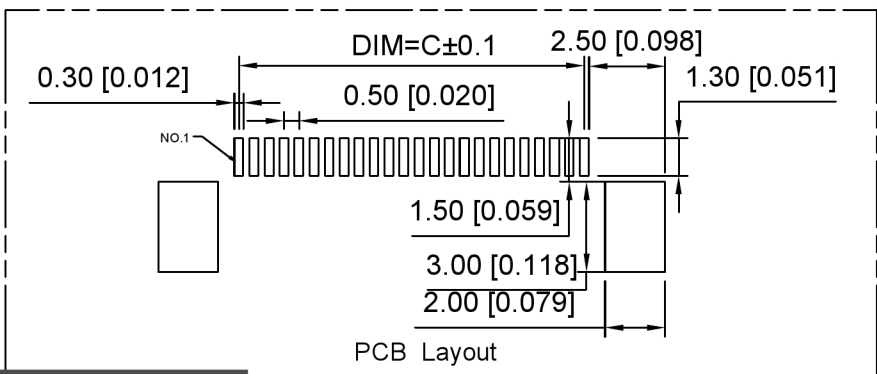 DIM=C±0.1
2.50 [0.098]
0.30 [0.012]
1.30 [0.051]
0.50 [0.020]
NO.1
1.50 [0.059]
3.00 [0.118]
2.00 [0.079]
PCB Layout